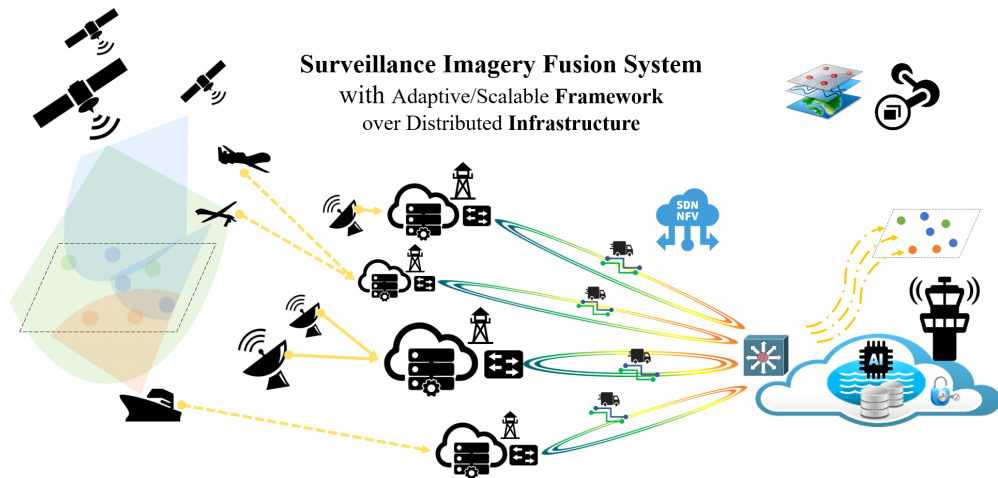 Surveillance Imagery Fusion System
with Adaptive/Scalable Framework
over Distributed Infrastructure
SDN
NFV
AI